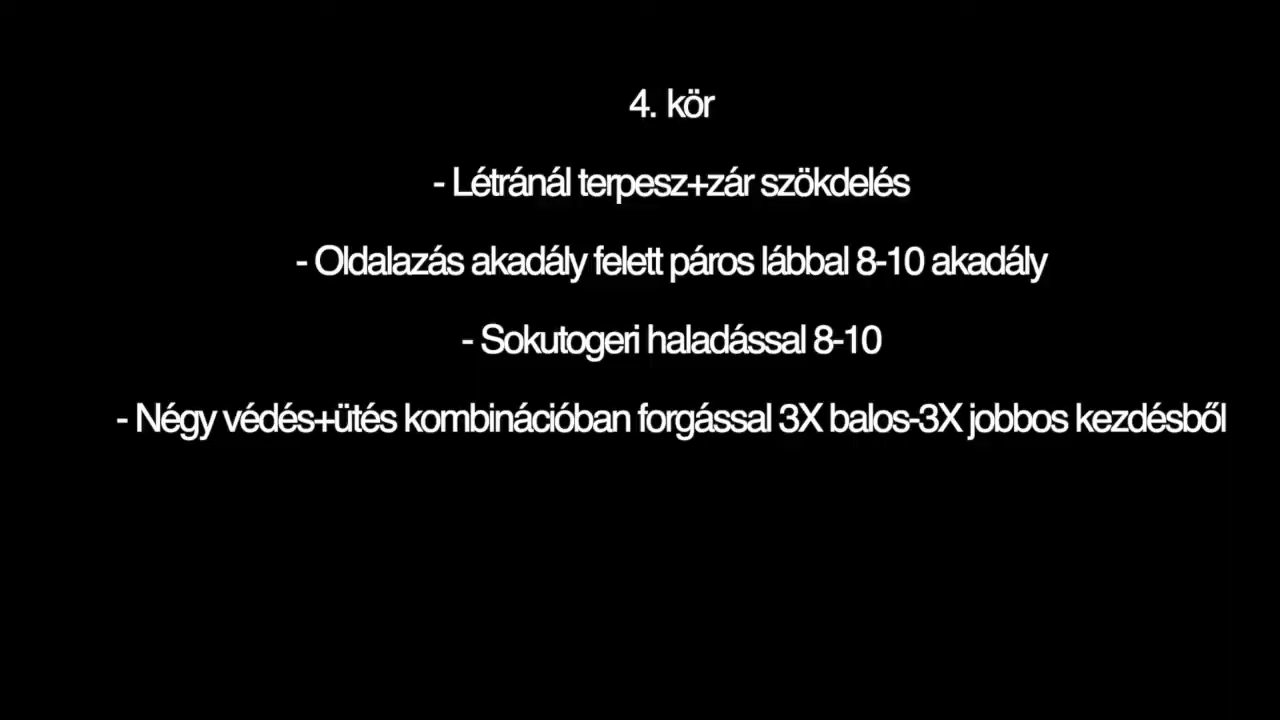 4. kör
- Létránál terpesz+zár szökdelés
- Oldalazás akadály felett páros lábbal 8-10 akadály
- Sokutogeri haladással 8-10
- Négy védés+ütés kombinációban forgással 3X balos-3X jobbos kezdésből